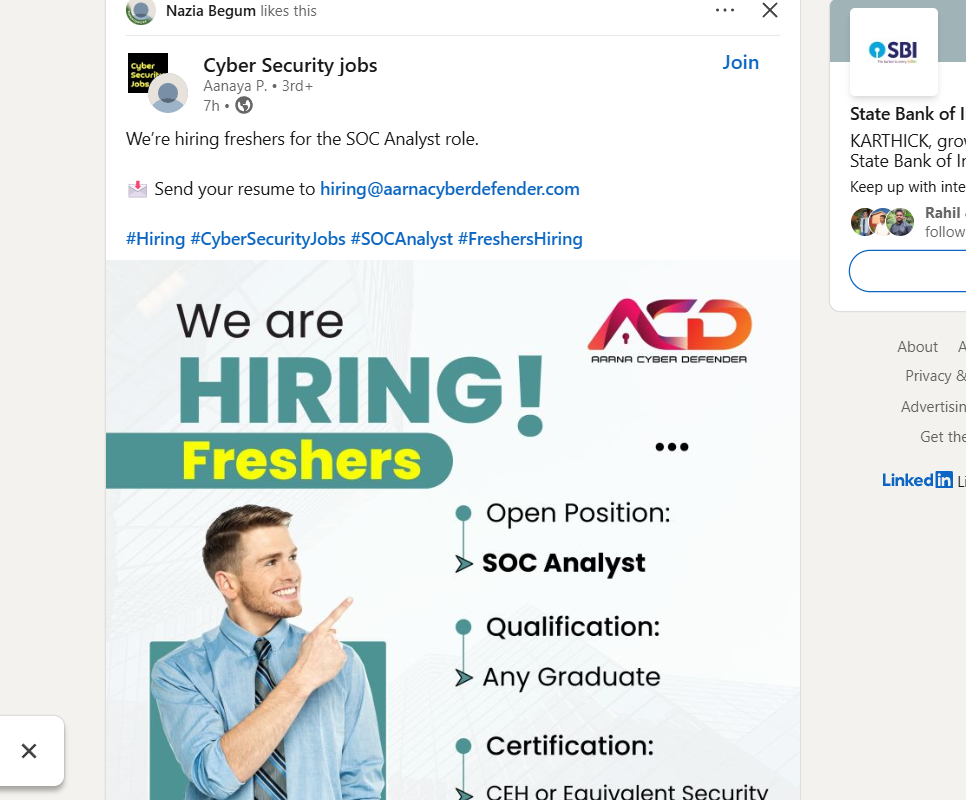 Nazia Begum likes this
Cyber Security jobs
Cyber
Security
Jobs
Aanaya P. • 3rd+
7h •
Join
We’re hiring freshers for the SOC Analyst role.
📩 Send your resume to hiring@aarnacyberdefender.com
#Hiring #CyberSecurityJobs #SOCAnalyst #FreshersHiring
We are
HIRING!
Freshers
ACD
AARNA CYBER DEFENDER
Open Position:
➤ SOC Analyst
Qualification:
➤ Any Graduate
Certification:
➤ CEH or Equivalent Security
SBI
State Bank of I
KARTHICK, grow
State Bank of In
Keep up with inte
Rahil
follow
About A
Privacy &
Advertisin
Get the
LinkedIn Li